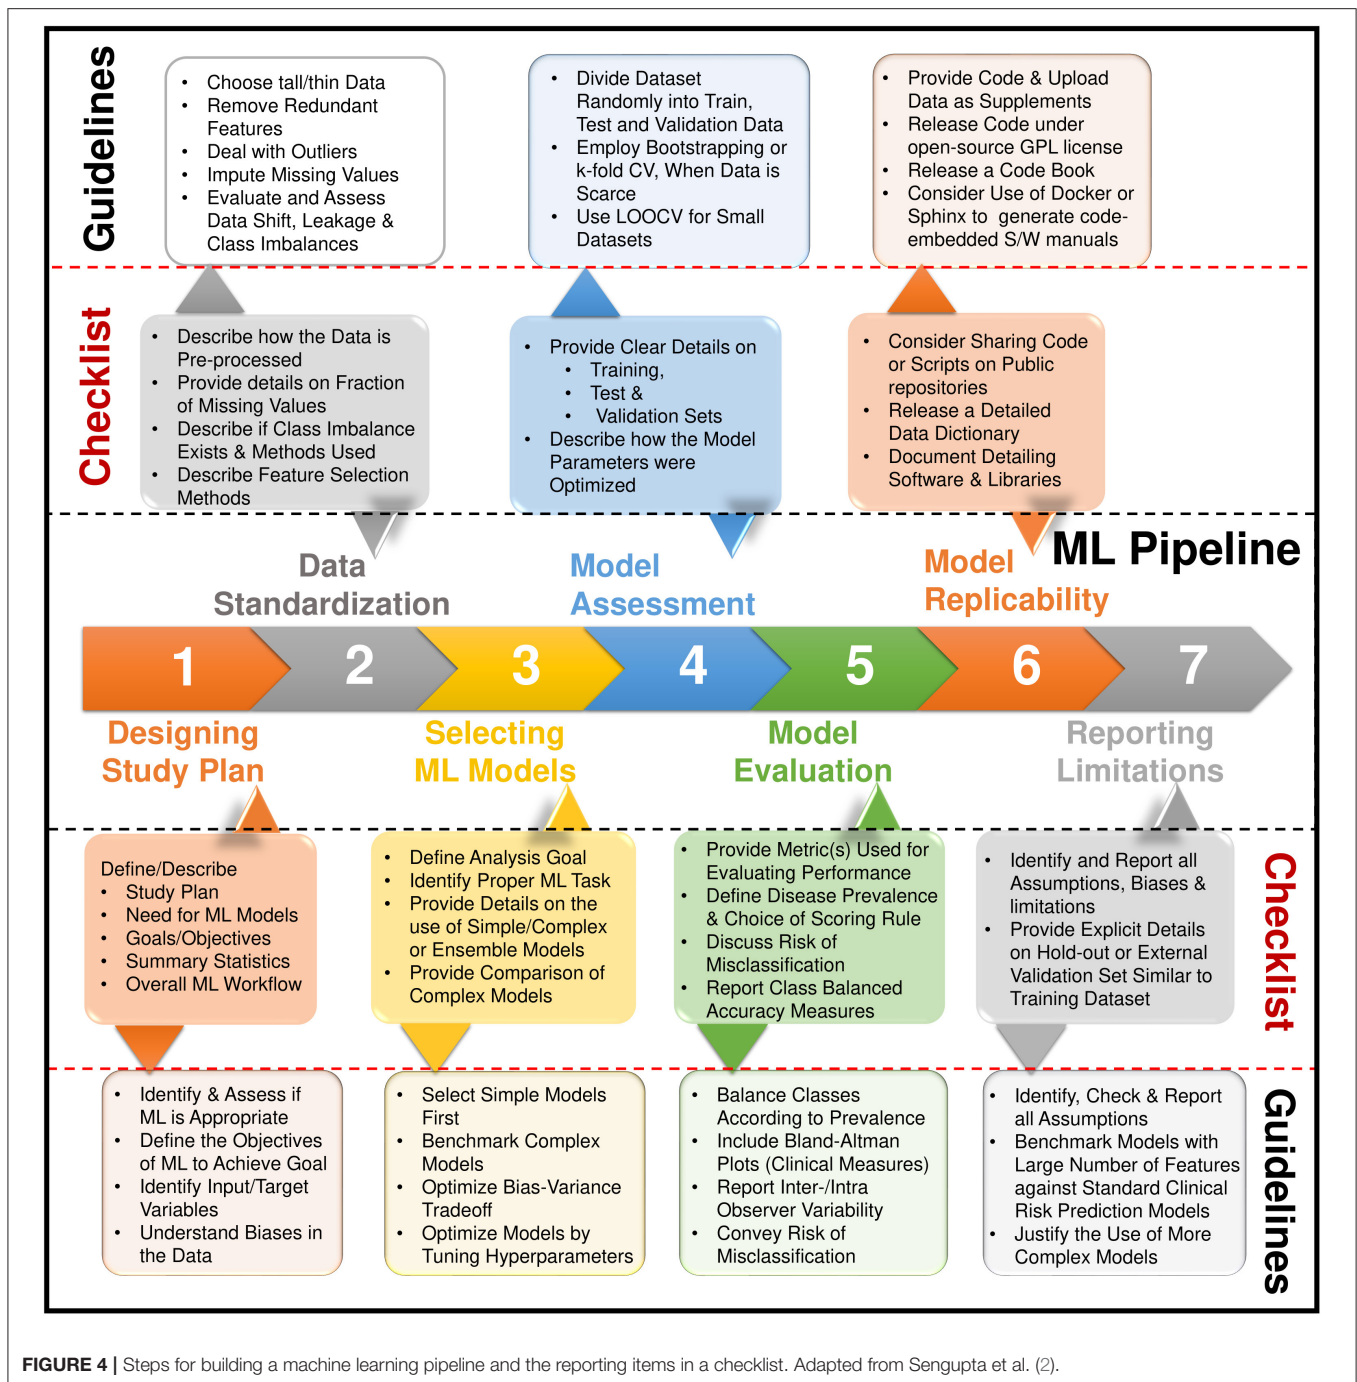 Guidelines
• Choose tall/thin Data
• Remove Redundant
Features
• Deal with Outliers
• Impute Missing Values
• Evaluate and Assess
Data Shift, Leakage &
Class Imbalances
• Divide Dataset
Randomly into Train,
Test and Validation Data
• Employ Bootstrapping or
k-fold CV, When Data is
Scarce
• Use LOOCV for Small
Datasets
• Provide Code & Upload
Data as Supplements
• Release Code under
open-source GPL license
• Release a Code Book
• Consider Use of Docker or
Sphinx to generate code-
embedded S/W manuals
Checklist
• Describe how the Data is
Pre-processed
• Provide details on Fraction
of Missing Values
• Describe if Class Imbalance
Exists & Methods Used
• Describe Feature Selection
Methods
• Provide Clear Details on
• Training,
• Test &
• Validation Sets
• Describe how the Model
Parameters were
Optimized
• Consider Sharing Code
or Scripts on Public
repositories
• Release a Detailed
Data Dictionary
• Document Detailing
Software & Libraries
ML Pipeline
Data
Standardization
Model
Assessment
Model
Replicability
1
2
3
4
5
6
7
Designing
Study Plan
Selecting
ML Models
Model
Evaluation
Reporting
Limitations
Define/Describe
• Study Plan
• Need for ML Models
• Goals/Objectives
• Summary Statistics
• Overall ML Workflow
• Define Analysis Goal
• Identify Proper ML Task
• Provide Details on the
use of Simple/Complex
or Ensemble Models
• Provide Comparison of
Complex Models
• Provide Metric(s) Used for
Evaluating Performance
• Define Disease Prevalence
& Choice of Scoring Rule
• Discuss Risk of
Misclassification
• Report Class Balanced
Accuracy Measures
• Identify and Report all
Assumptions, Biases &
limitations
• Provide Explicit Details
on Hold-out or External
Validation Set Similar to
Training Dataset
Checklist
• Identify & Assess if
ML is Appropriate
• Define the Objectives
of ML to Achieve Goal
• Identify Input/Target
Variables
• Understand Biases in
the Data
• Select Simple Models
First
• Benchmark Complex
Models
• Optimize Bias-Variance
Tradeoff
• Optimize Models by
Tuning Hyperparameters
• Balance Classes
According to Prevalence
• Include Bland-Altman
Plots (Clinical Measures)
• Report Inter-/Intra
Observer Variability
• Convey Risk of
Misclassification
• Identify, Check & Report
all Assumptions
• Benchmark Models with
Large Number of Features
against Standard Clinical
Risk Prediction Models
• Justify the Use of More
Complex Models
Guidelines
FIGURE 4 | Steps for building a machine learning pipeline and the reporting items in a checklist. Adapted from Sengupta et al. (2).